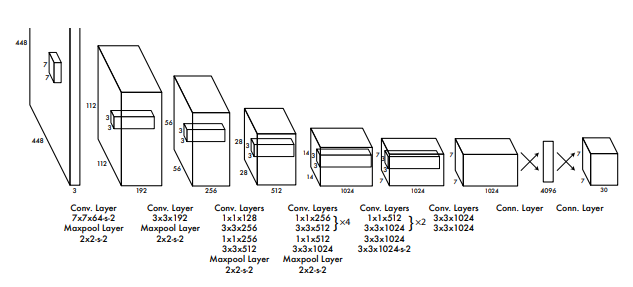 448
7
7
448
3
112
3
3
112
192
56
3
3
56
256
28
3
3
28
512
14
3
3
14
1024
7
3
3
7
1024
7
7
1024
4096
7
7
30
Conv. Layer
7x7x64-s-2
Maxpool Layer
2x2-s-2
Conv. Layer
3x3x192
Maxpool Layer
2x2-s-2
Conv. Layers
1x1x128
3x3x256
1x1x256
3x3x512
Maxpool Layer
2x2-s-2
Conv. Layers
1x1x256
3x3x512
}×4
1x1x512
3x3x1024
Maxpool Layer
2x2-s-2
Conv. Layers
1x1x512
3x3x1024
}×2
3x3x1024
3x3x1024-s-2
Conv. Layers
3x3x1024
3x3x1024
Conn. Layer
Conn. Layer